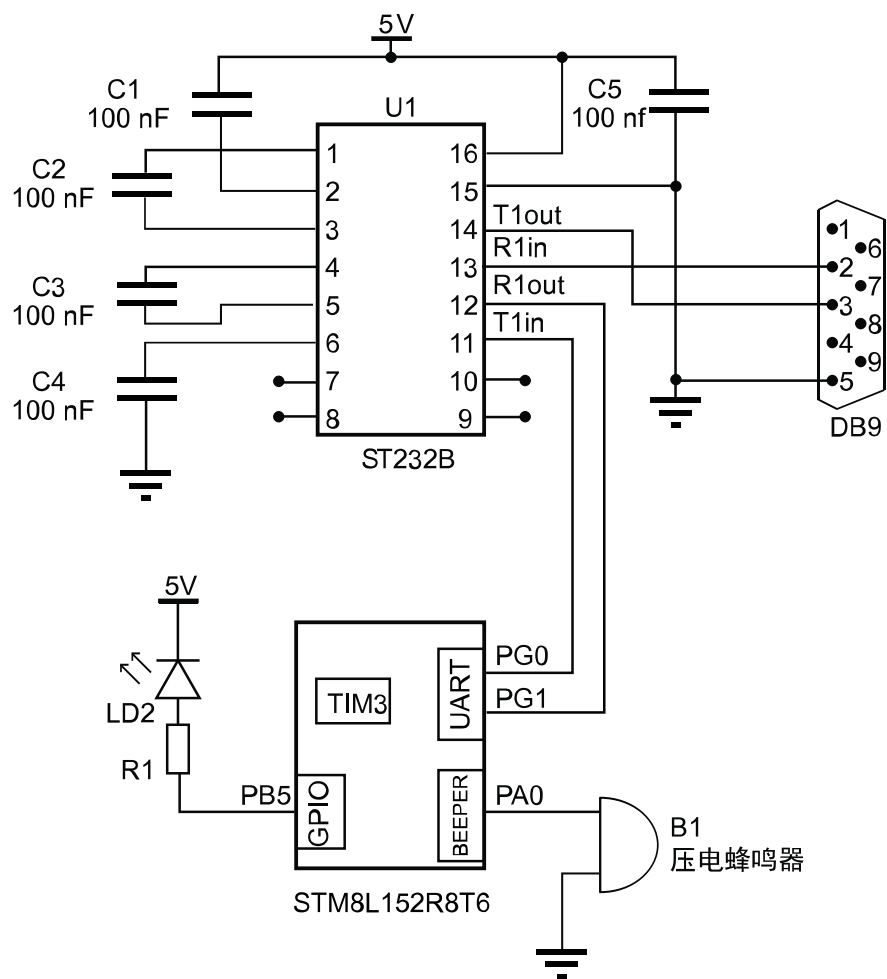 5V
C1
100 nF
C5
100 nf
U1
C2
100 nF
1
2
3
4
5
6
7
8
16
15
14
13
12
11
10
9
T1out
R1in
R1out
T1in
C3
100 nF
C4
100 nF
ST232B
1
6
2
7
3
8
4
9
5
DB9
5V
LD2
R1
PB5
TIM3
UART
GPIO
BEEPER
PG0
PG1
PA0
B1
压电蜂鸣器
STM8L152R8T6